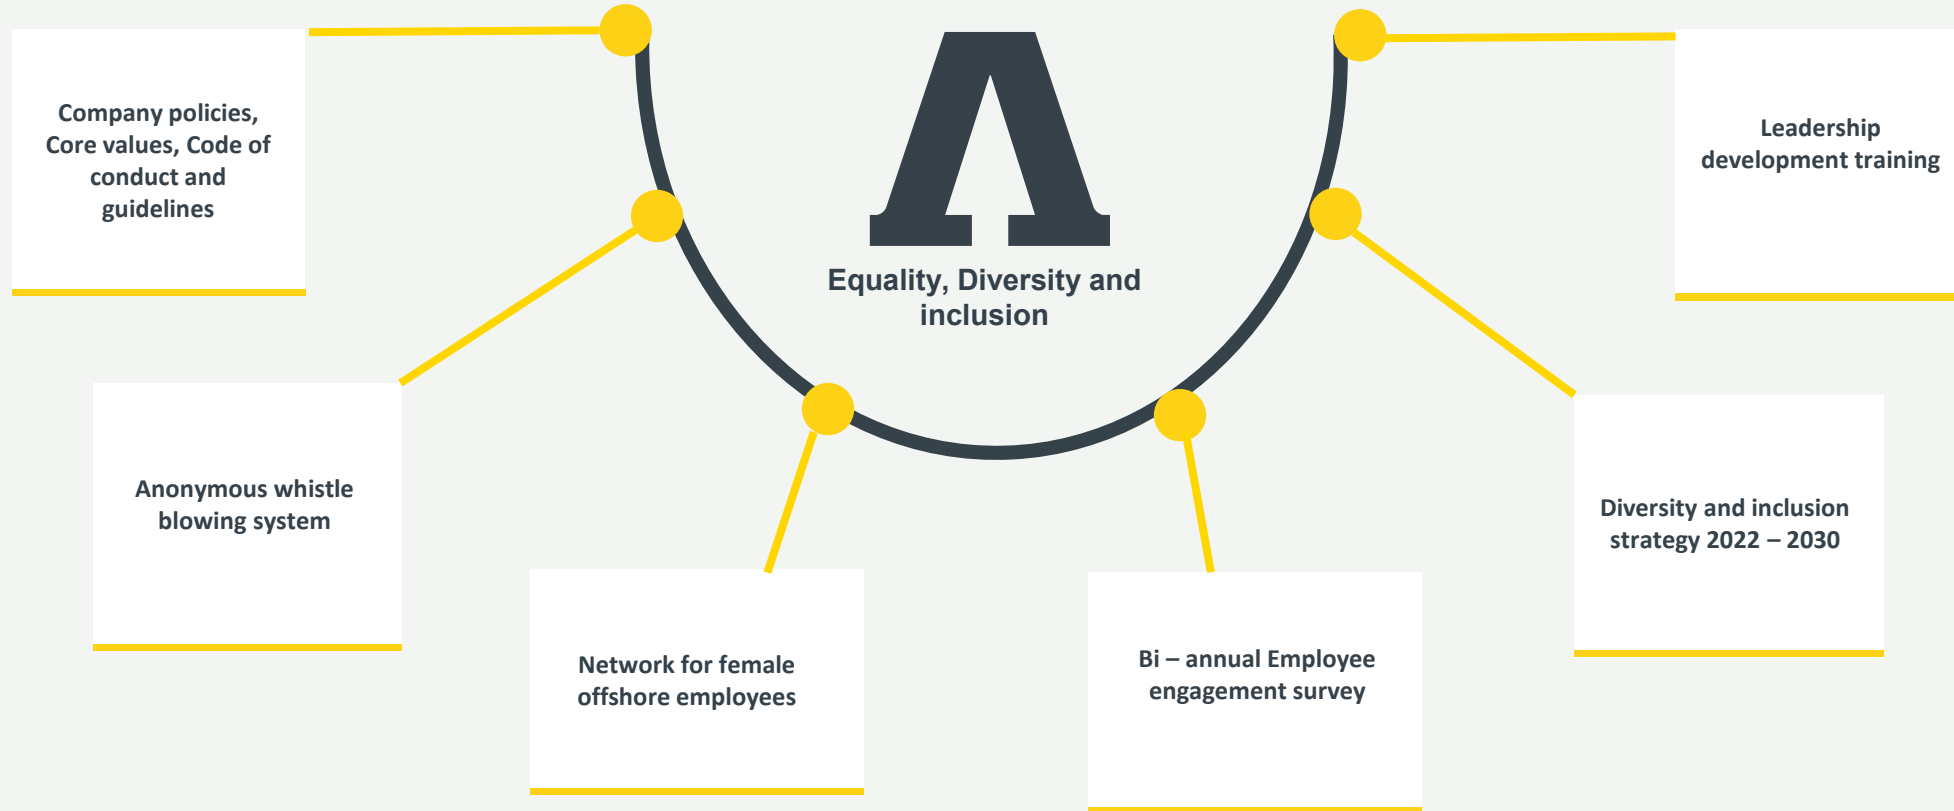 Company policies,
Core values, Code of
conduct and
guidelines
Equality, Diversity and
inclusion
Leadership
development training
Anonymous whistle
blowing system
Diversity and inclusion
strategy 2022 – 2030
Network for female
offshore employees
Bi – annual Employee
engagement survey